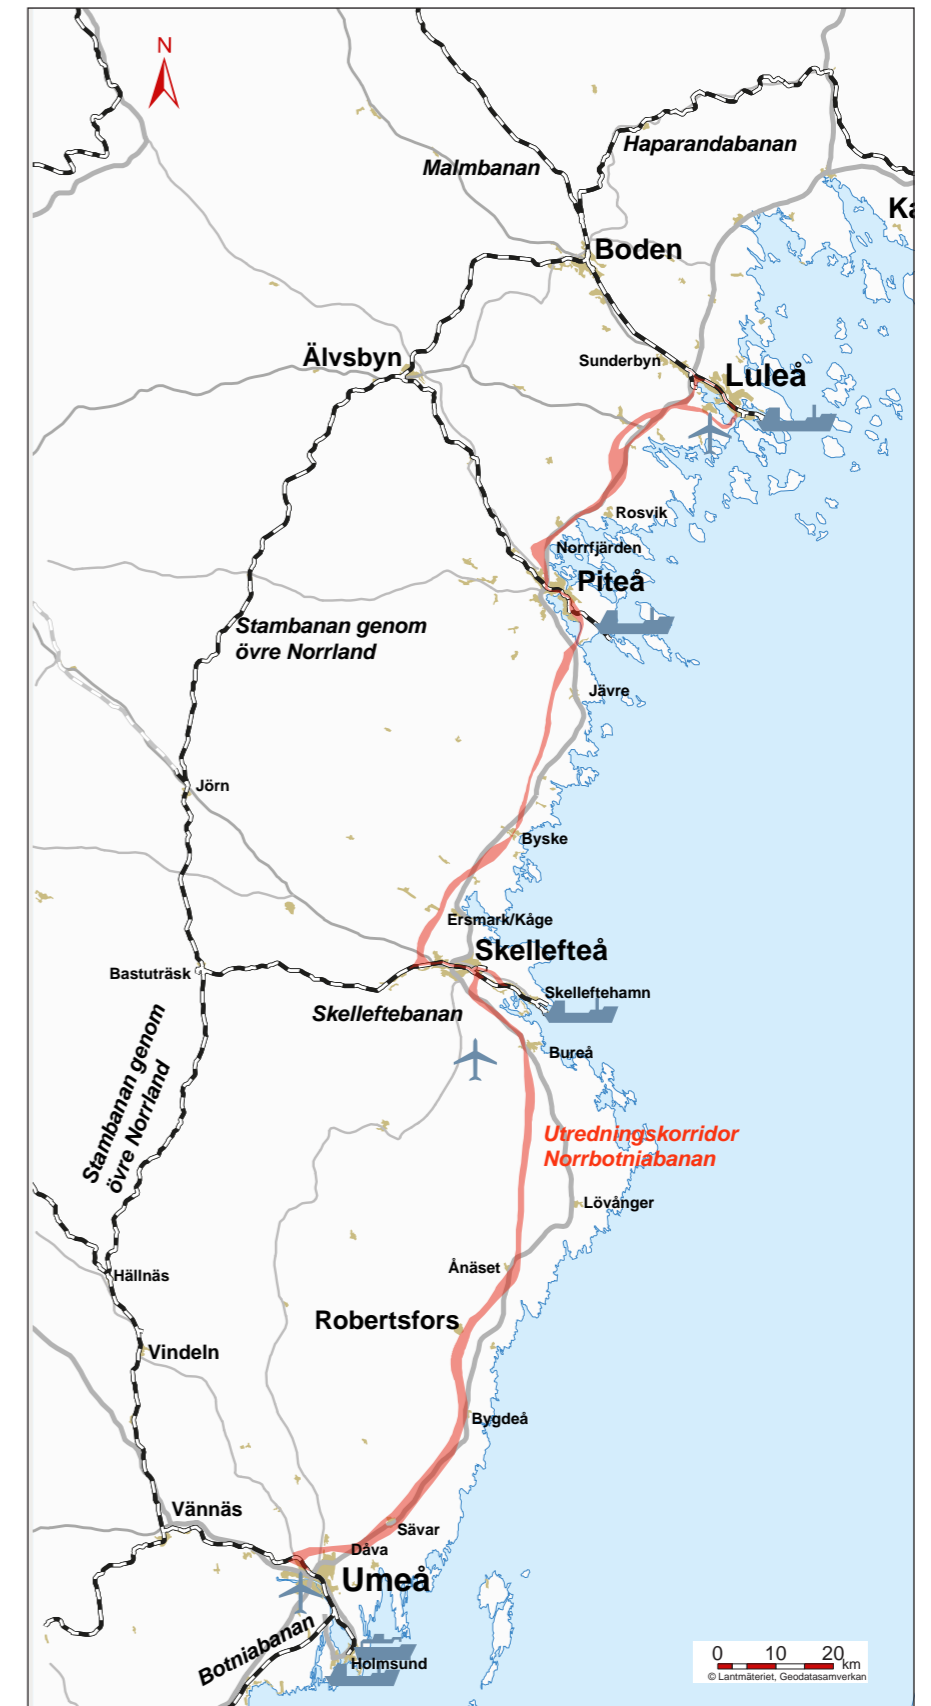 N
Haparandabanan
Malmbanan
Ka
Boden
Älvsbyn
Sunderbyn
Luleå
Rosvik
Norrfjärden
Piteå
Stambanan genom
övre Norrland
Jävre
Jörn
Byske
Ersmark/Kåge
Skellefteå
Bastuträsk
Skelleftehamn
Skelleftebanan
Bureå
Stambanan genom
övre Norrland
Utredningskorridor
Norrbotniabanan
Lövånger
Ånäset
Hällnäs
Robertsfors
Vindeln
Bygdeå
Vännäs
Sävar
Dåva
Umeå
Botniabanan
Holmsund
0 10 20
km
© Lantmäteriet, Geodatasamverkan